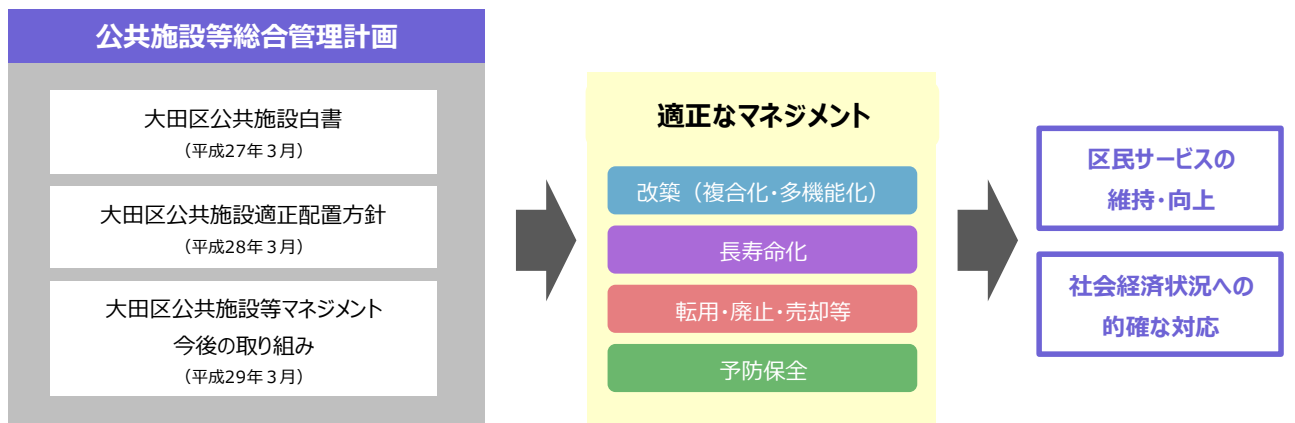 公共施設等総合管理計画
大田区公共施設白書
（平成27年３月）
大田区公共施設適正配置方針
（平成28年３月）
大田区公共施設等マネジメント
今後の取り組み
（平成29年３月）
適正なマネジメント
改築（複合化・多機能化）
長寿命化
転用・廃止・売却等
予防保全
区民サービスの
維持・向上
社会経済状況への
的確な対応